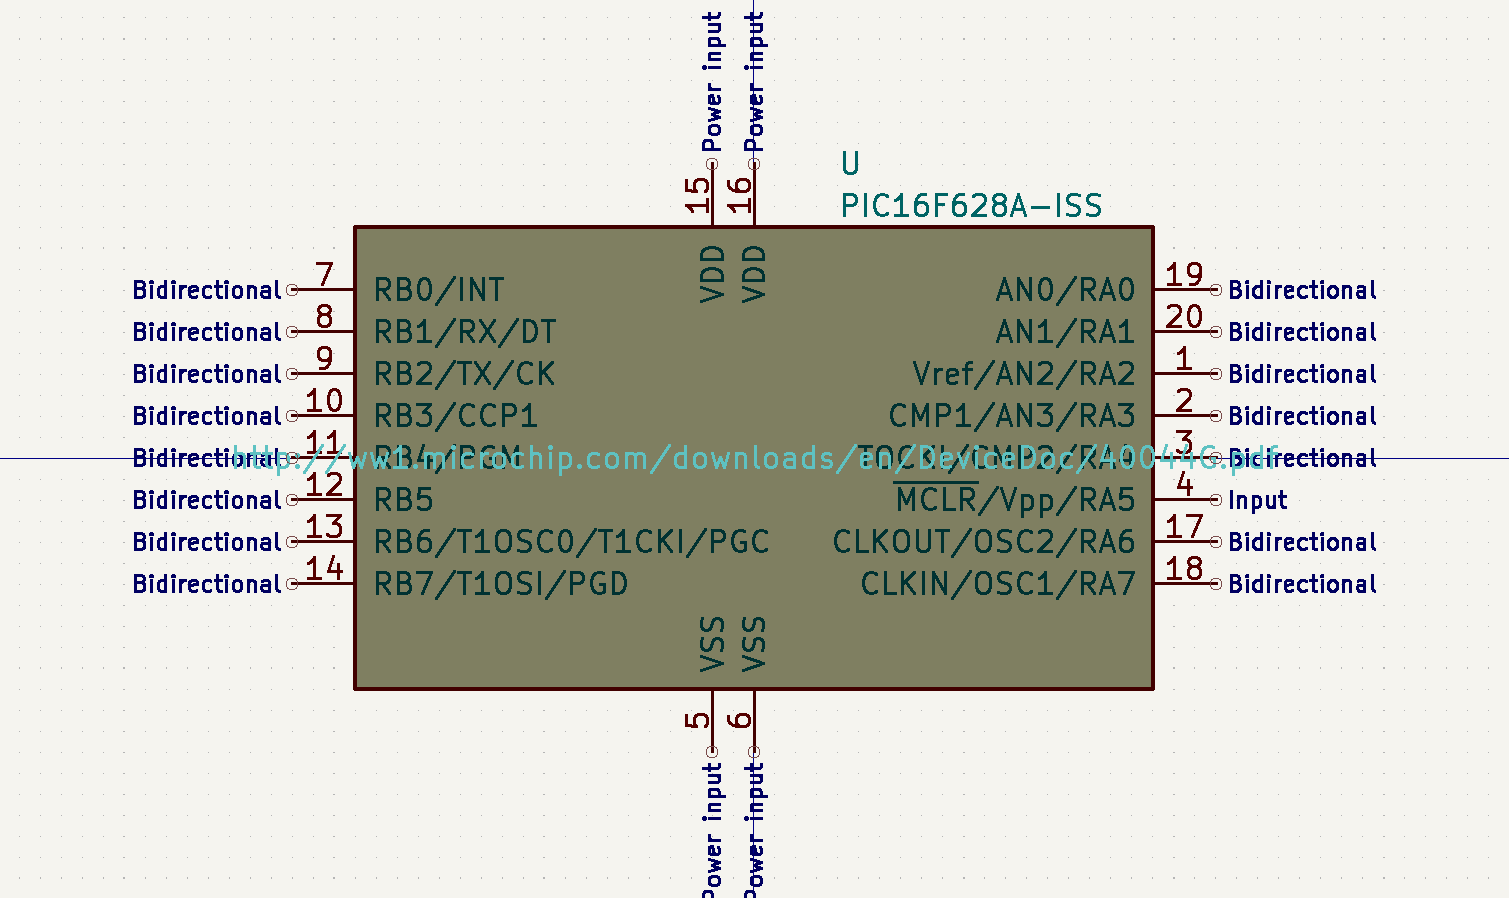 Power input
Power input
15
16
U
PIC16F628A-ISS
VDD
VDD
Bidirectional 7 RB0/INT
AN0/RA0 19 Bidirectional
Bidirectional 8 RB1/RX/DT
AN1/RA1 20 Bidirectional
Bidirectional 9 RB2/TX/CK
Vref/AN2/RA2 1 Bidirectional
Bidirectional 10 RB3/CCP1
CMP1/AN3/RA3 2 Bidirectional
Bidirectional 11 RB4/PGM
http://ww1.microchip.com/downloads/en/DeviceDoc/40044G.pdf
TOCKI/CMP2/RA4 3 Bidirectional
Bidirectional 12 RB5
MCLR/Vpp/RA5 4 Input
Bidirectional 13 RB6/T1OSCO/T1CKI/PGC
CLKOUT/OSC2/RA6 17 Bidirectional
Bidirectional 14 RB7/T1OSI/PGD
CLKIN/OSC1/RA7 18 Bidirectional
VSS
VSS
5
6
Power input
Power input